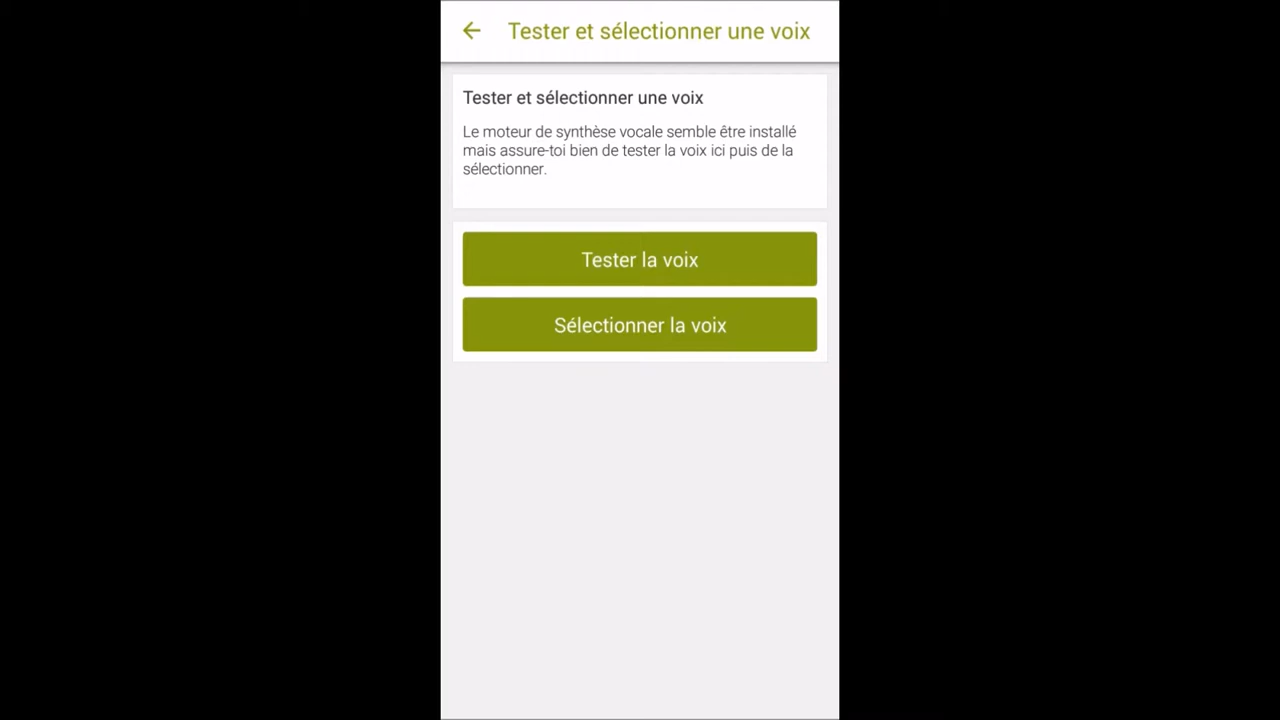 Tester et sélectionner une voix
Tester et sélectionner une voix
Le moteur de synthèse vocale semble être installé
mais assure-toi bien de tester la voix ici puis de la
sélectionner.
Tester la voix
Sélectionner la voix